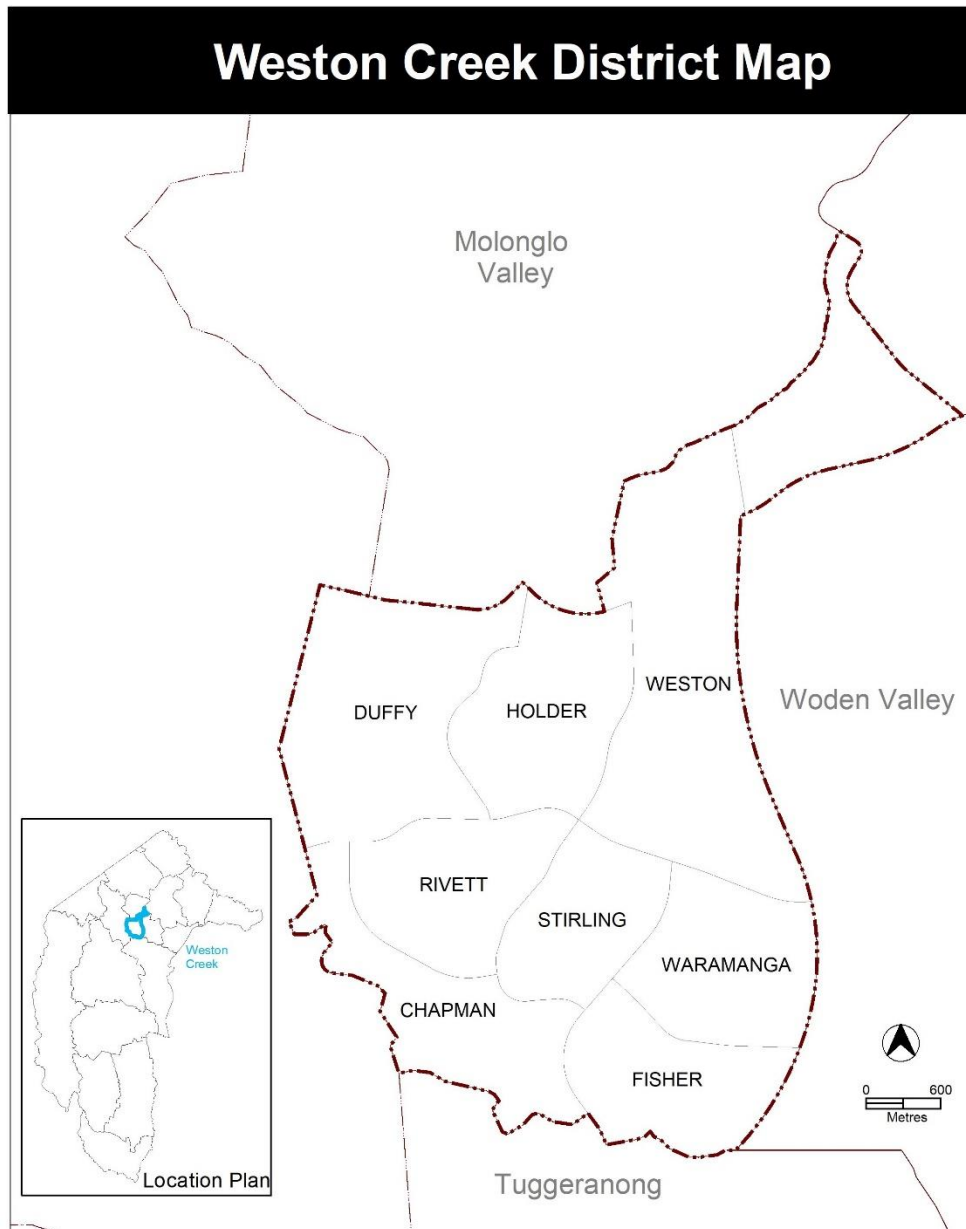 Weston Creek District Map
Molonglo
Valley
WESTON
Woden Valley
DUFFY
HOLDER
RIVETT
STIRLING
WARAMANGA
CHAPMAN
FISHER
Weston
Creek
Location Plan
0 600
Metres
Tuggeranong